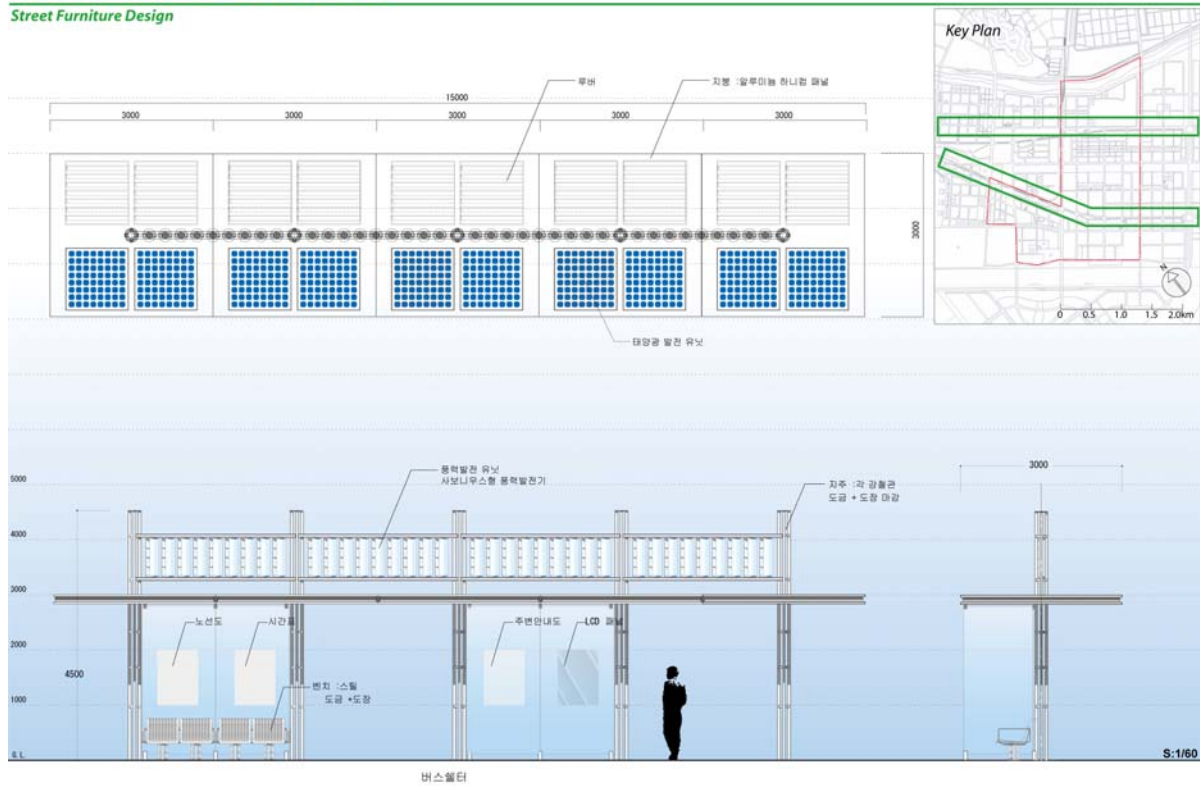 Street Furniture Design
Key Plan
루버
지붕 :알루미늄 하니컴 패널
15000
3000
3000
3000
3000
3000
3000
N
0 0.5 1.0 1.5 2.0km
태양광 발전 유닛
풍력발전 유닛
사보니우스형 풍력발전기
지주 :각 강철관
도금 + 도장 마감
3000
5000
4000
3000
2000
1000
G.L.
4500
노선도
시간표
주변안내도
LCD 패널
벤치 :스틸
도금 +도장
S:1/60
버스쉘터